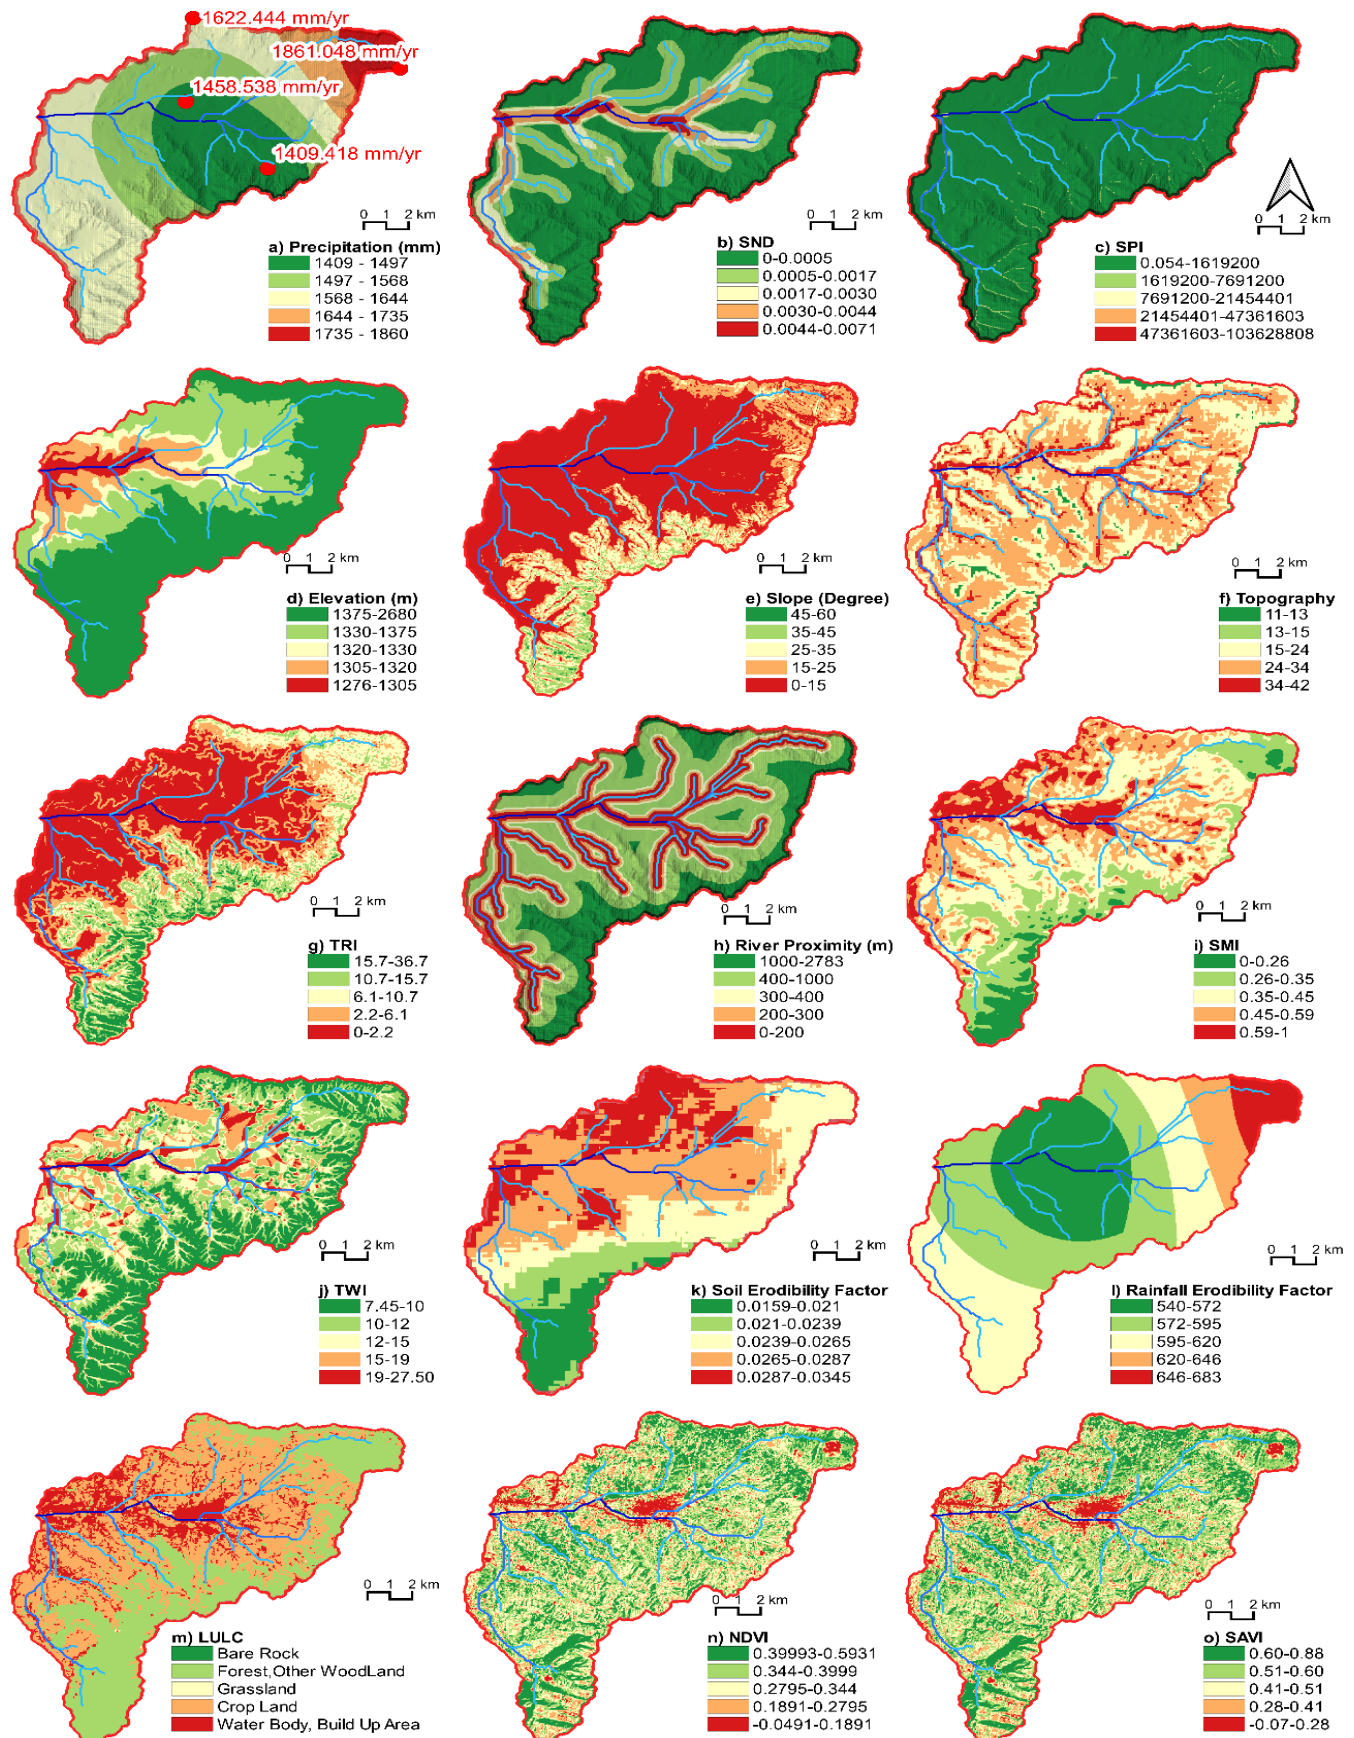 1622.444 mm/yr
1861.048 mm/yr
1458.538 mm/yr
1409.418 mm/yr
0 1 2 km
a) Precipitation (mm)
1409 - 1497
1497 - 1568
1568 - 1644
1644 - 1735
1735 - 1860
0 1 2 km
b) SND
0-0.0005
0.0005-0.0017
0.0017-0.0030
0.0030-0.0044
0.0044-0.0071
0 1 2 km
c) SPI
0.054-1619200
1619200-7691200
7691200-21454401
21454401-47361603
47361603-103628808
0 1 2 km
d) Elevation (m)
1375-2680
1330-1375
1320-1330
1305-1320
1276-1305
0 1 2 km
e) Slope (Degree)
45-60
35-45
25-35
15-25
0-15
0 1 2 km
f) Topography
11-13
13-15
15-24
24-34
34-42
0 1 2 km
g) TRI
15.7-36.7
10.7-15.7
6.1-10.7
2.2-6.1
0-2.2
0 1 2 km
h) River Proximity (m)
1000-2783
400-1000
300-400
200-300
0-200
0 1 2 km
i) SMI
0-0.26
0.26-0.35
0.35-0.45
0.45-0.59
0.59-1
0 1 2 km
j) TWI
7.45-10
10-12
12-15
15-19
19-27.50
0 1 2 km
k) Soil Erodibility Factor
0.0159-0.021
0.021-0.0239
0.0239-0.0265
0.0265-0.0287
0.0287-0.0345
0 1 2 km
l) Rainfall Erodibility Factor
540-572
572-595
595-620
620-646
646-683
0 1 2 km
m) LULC
Bare Rock
Forest,Other WoodLand
Grassland
Crop Land
Water Body, Build Up Area
0 1 2 km
n) NDVI
0.39993-0.5931
0.344-0.3999
0.2795-0.344
0.1891-0.2795
-0.0491-0.1891
0 1 2 km
o) SAVI
0.60-0.88
0.51-0.60
0.41-0.51
0.28-0.41
-0.07-0.28